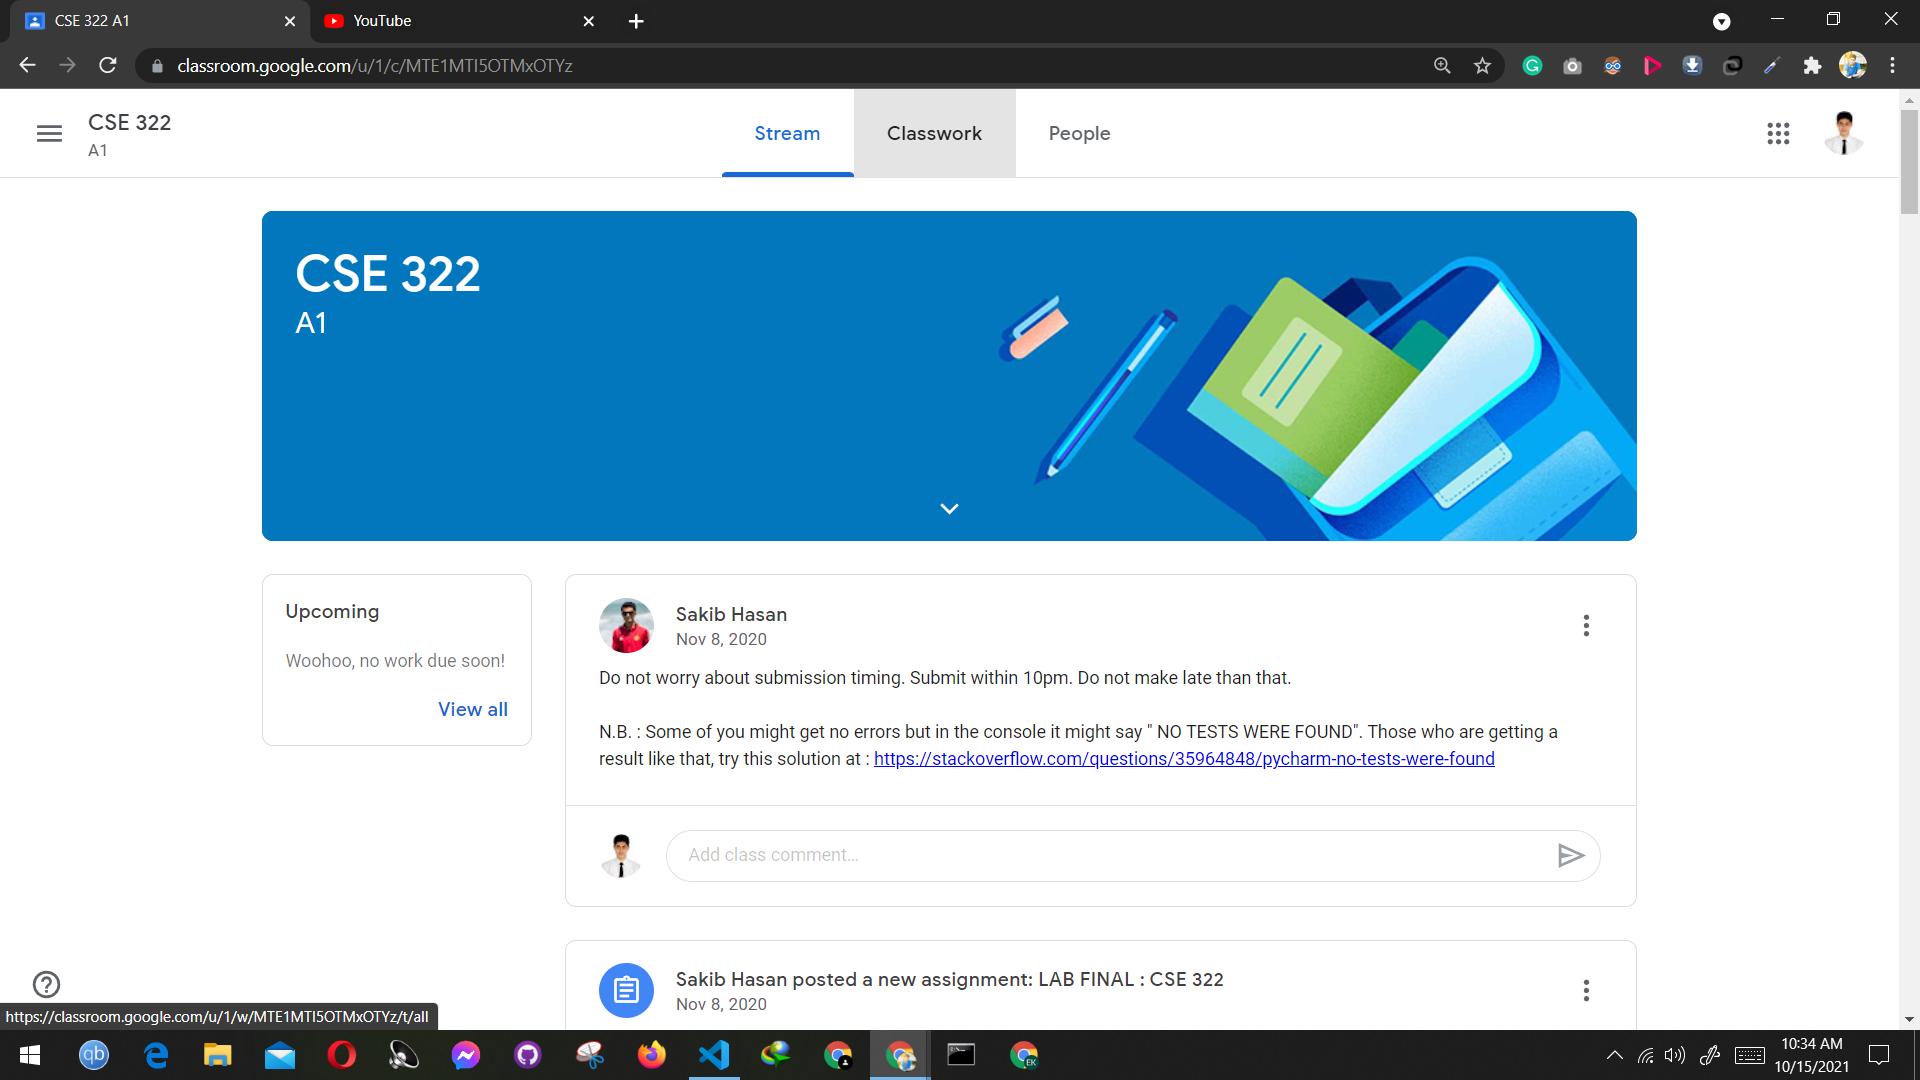 CSE 322 A1
YouTube
classroom.google.com/u/1/c/MTE1MTI5OTMxOTYz
CSE 322
A1
Stream
Classwork
People
CSE 322
A1
Upcoming
Woohoo, no work due soon!
View all
Sakib Hasan
Nov 8, 2020
Do not worry about submission timing. Submit within 10pm. Do not make late than that.
N.B. : Some of you might get no errors but in the console it might say " NO TESTS WERE FOUND". Those who are getting a
result like that, try this solution at : https://stackoverflow.com/questions/35964848/pycharm-no-tests-were-found
Add class comment...
Sakib Hasan posted a new assignment: LAB FINAL : CSE 322
Nov 8, 2020
https://classroom.google.com/u/1/w/MTE1MTI5OTMxOTYz/t/all
qb
EK
10:34 AM
10/15/2021